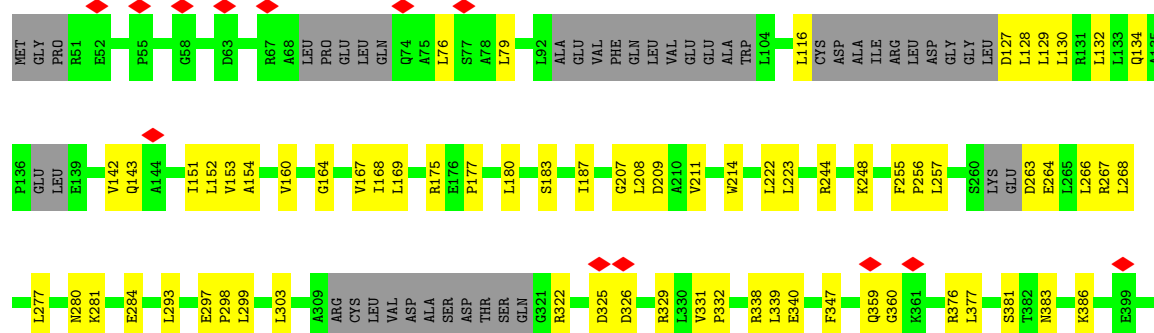 MET GLY PRO R51 E52 P55 G58 D63 R67 A68 LEU PRO GLU LEU GLN Q74 A75 L76 S77 A78 L79 L92 ALA GLU VAL PHE GLN LEU VAL GLU GLU ALA TRP L104 L116 CYS ASP ALA ILE ARG LEU ASP GLY GLY LEU D127 L128 L129 L130 R131 L132 L133 Q134
P136 GLU LEU E139 V142 Q143 A144 I151 L152 V153 A154 V160 G164 V167 I168 L169 R175 E176 P177 L180 S183 I187 G207 L208 D209 A210 V211 W214 L222 L223 R244 K248 F255 P256 L257 S260 LYS GLU D263 E264 L265 L266 R267 L268
L277 N280 K281 E284 L293 E297 P298 L299 L303 A309 ARG CYS LEU VAL ASP ALA SER ASP THR SER GLN G321 R322 D325 D326 R329 L330 V331 P332 R338 L339 E340 F347 Q359 G360 K361 R376 L377 S381 T382 N383 K386 E399